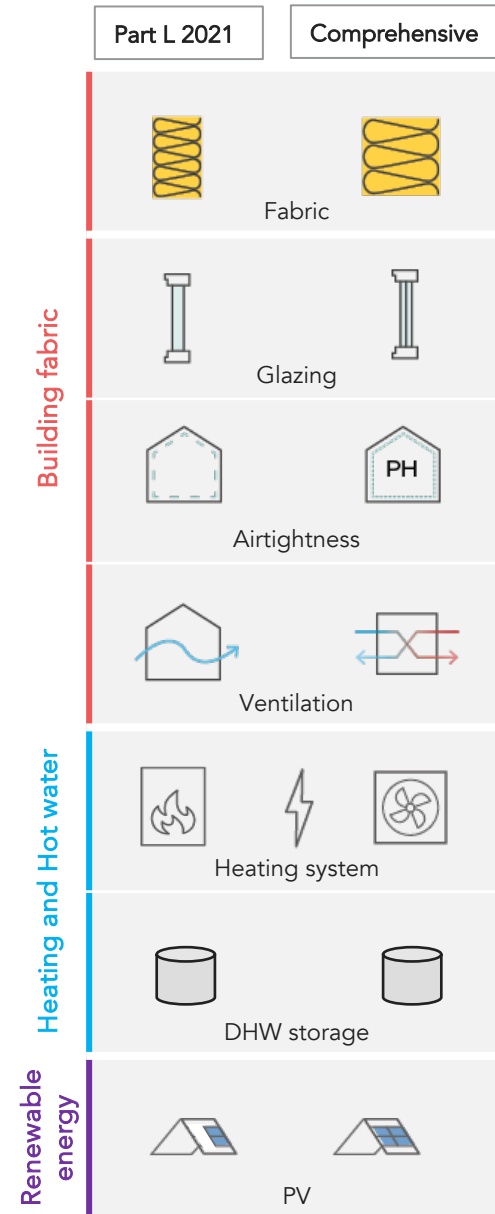 Part L 2021
Comprehensive
Building fabric
Fabric
Glazing
PH
Airtightness
Ventilation
Heating and Hot water
Heating system
DHW storage
Renewable
energy
PV